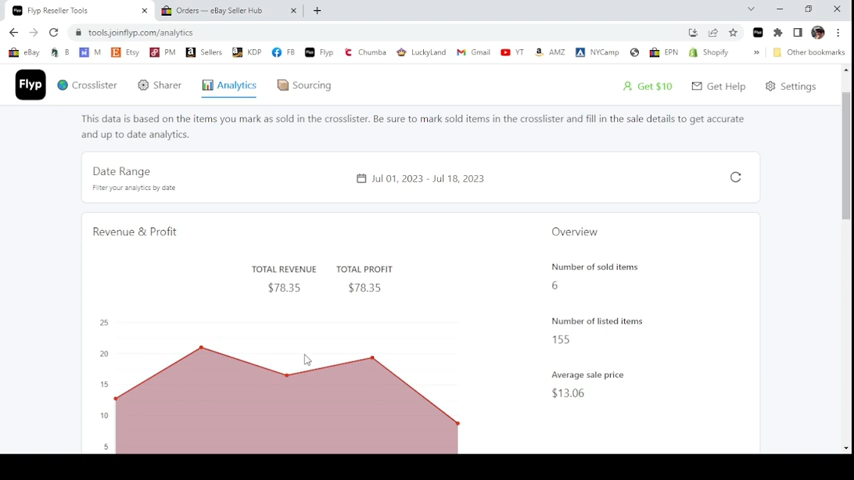 Flyp Reseller Tools
Orders — eBay Seller Hub
tools.joinflyp.com/analytics
eBay
B
M
Etsy
PM
Sellers
KDP
FB
Flyp
Chumba
LuckyLand
Gmail
YT
AMZ
NYCamp
EPN
Shopify
»
Other bookmarks
Flyp
Crosslister
Sharer
Analytics
Sourcing
Get $10
Get Help
Settings
This data is based on the items you mark as sold in the crosslister. Be sure to mark sold items in the crosslister and fill in the sale details to get accurate
and up to date analytics.
Date Range
Filter your analytics by date
Jul 01, 2023 - Jul 18, 2023
Revenue & Profit
Overview
TOTAL REVENUE
TOTAL PROFIT
$78.35
$78.35
Number of sold items
6
Number of listed items
155
Average sale price
$13.06
25
20
15
10
5